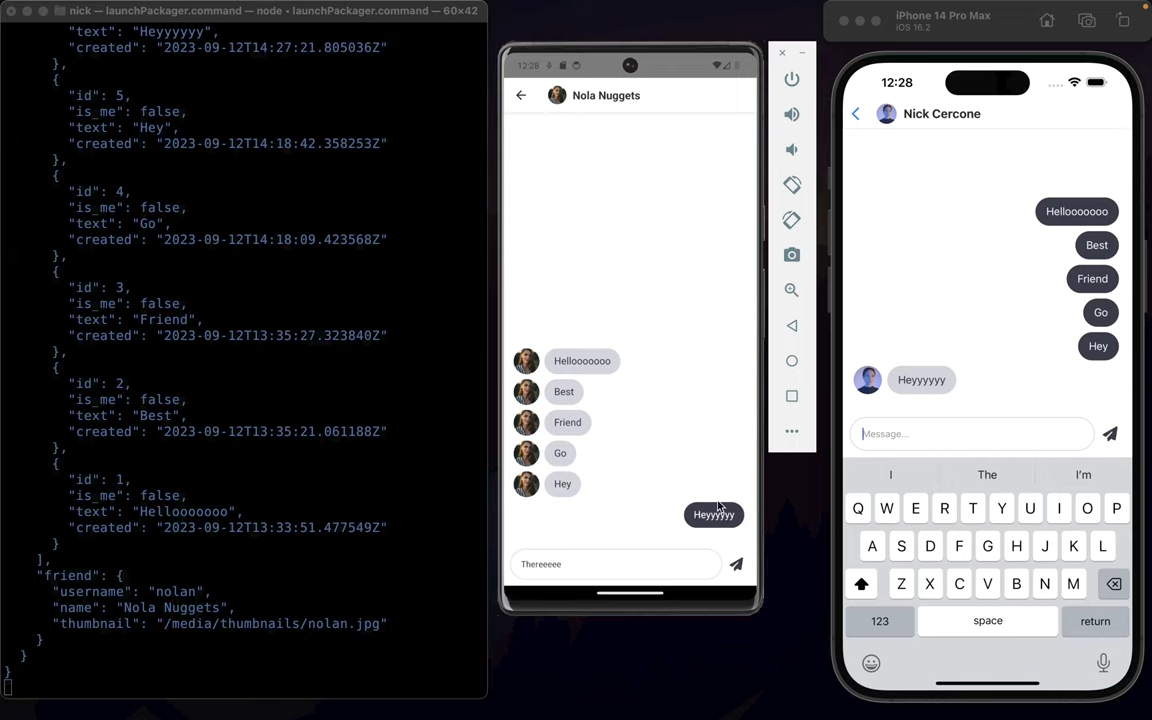 nick — launchPackager.command — node ◂ launchPackager.command — 60×42
"text": "Heyyyyyy"
"created": "2023-09-12T14:27:21.805036Z"
},
{
"id": 5,
"is_me": false,
"text": "Hey",
"created": "2023-09-12T14:18:42.358253Z"
},
{
"id": 4,
"is_me": false,
"text": "Go",
"created": "2023-09-12T14:18:09.423568Z"
},
{
"id": 3,
"is_me": false,
"text": "Friend",
"created": "2023-09-12T13:35:27.323840Z"
},
{
"id": 2,
"is_me": false,
"text": "Best",
"created": "2023-09-12T13:35:21.061188Z"
},
{
"id": 1,
"is_me": false,
"text": "Hellooooooo",
"created": "2023-09-12T13:33:51.477549Z"
}
],
"friend": {
"username": "nolan",
"name": "Nola Nuggets",
"thumbnail": "/media/thumbnails/nolan.jpg"
}
}
}
12:28
Nola Nuggets
Hellooooooo
Best
Friend
Go
Hey
Heyyyyyy
Thereeeee
iPhone 14 Pro Max
iOS 16.2
12:28
Nick Cercone
Hellooooooo
Best
Friend
Go
Hey
Heyyyyyy
Message...
I The I'm
Q W E R T Y U I O P
A S D F G H J K L
Z X C V B N M
123 space return